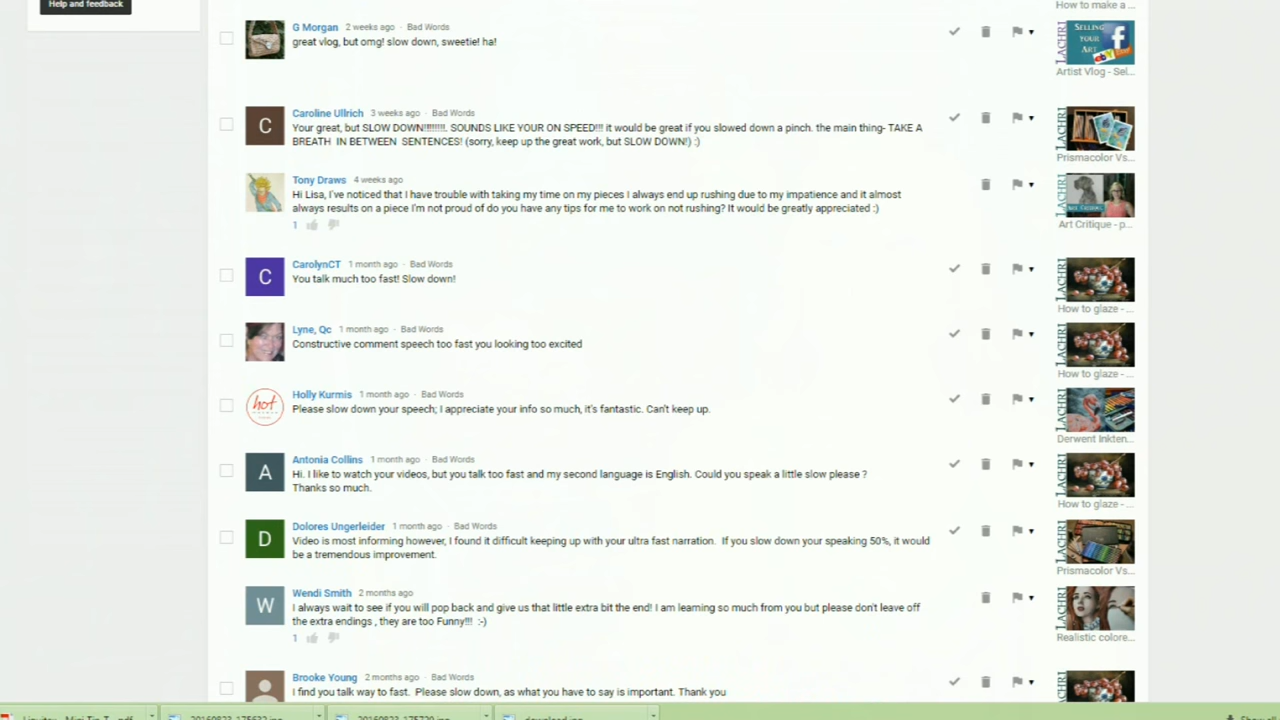 Help and feedback
How to make a ...
G Morgan 2 weeks ago · Bad Words
great vlog, but omg! slow down, sweetie! ha!
SELLING
YOUR
ART
LACHRI
Artist Vlog - Sel...
Caroline Ullrich 3 weeks ago · Bad Words
C
Your great, but SLOW DOWN!!!!!!!!!. SOUNDS LIKE YOUR ON SPEED!!! it would be great if you slowed down a pinch. the main thing- TAKE A
BREATH IN BETWEEN SENTENCES! (sorry, keep up the great work, but SLOW DOWN!) :)
LACHRI
Prismacolor Vs...
Tony Draws 4 weeks ago
Hi Lisa, I've noticed that I have trouble with taking my time on my pieces I always end up rushing due to my impatience and it almost
always results on a piece I'm not proud of do you have any tips for me to work on not rushing? It would be greatly appreciated :)
1
LACHRI
Art Critique - p...
CarolynCT 1 month ago · Bad Words
C
You talk much too fast! Slow down!
LACHRI
How to glaze - ...
Lyne, Qc 1 month ago · Bad Words
Constructive comment speech too fast you looking too excited
LACHRI
How to glaze - ...
Holly Kurmis 1 month ago · Bad Words
hot
Please slow down your speech; I appreciate your info so much, it's fantastic. Can't keep up.
LACHRI
Derwent Inkten...
Antonia Collins 1 month ago · Bad Words
A
Hi. I like to watch your videos, but you talk too fast and my second language is English. Could you speak a little slow please ?
Thanks so much.
LACHRI
How to glaze - ...
Dolores Ungerleider 1 month ago · Bad Words
D
Video is most informing however, I found it difficult keeping up with your ultra fast narration. If you slow down your speaking 50%, it would
be a tremendous improvement.
LACHRI
Prismacolor Vs...
Wendi Smith 2 months ago
W
I always wait to see if you will pop back and give us that little extra bit the end! I am learning so much from you but please don't leave off
the extra endings , they are too Funny!!! :-)
1
LACHRI
Realistic colore...
Brooke Young 2 months ago · Bad Words
I find you talk way to fast. Please slow down, as what you have to say is important. Thank you
LACHRI